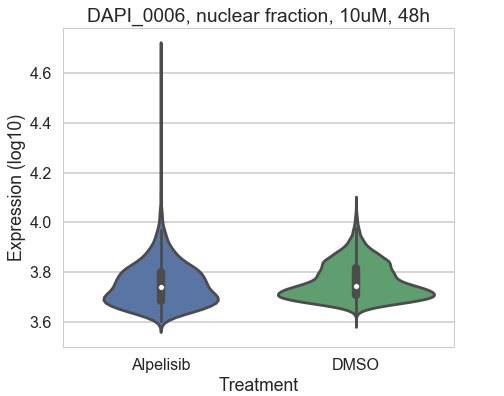 DAPI_0006, nuclear fraction, 10uM, 48h
Expression (log10)
4.6
4.4
4.2
4.0
3.8
3.6
Alpelisib DMSO
Treatment